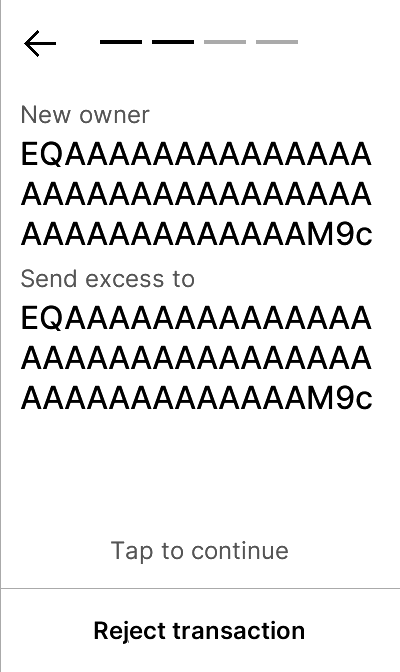 New owner
EQAAAAAAAAAAAAAA
AAAAAAAAAAAAAAAA
AAAAAAAAAAAAAM9c
Send excess to
EQAAAAAAAAAAAAAA
AAAAAAAAAAAAAAAA
AAAAAAAAAAAAAM9c
Tap to continue
Reject transaction